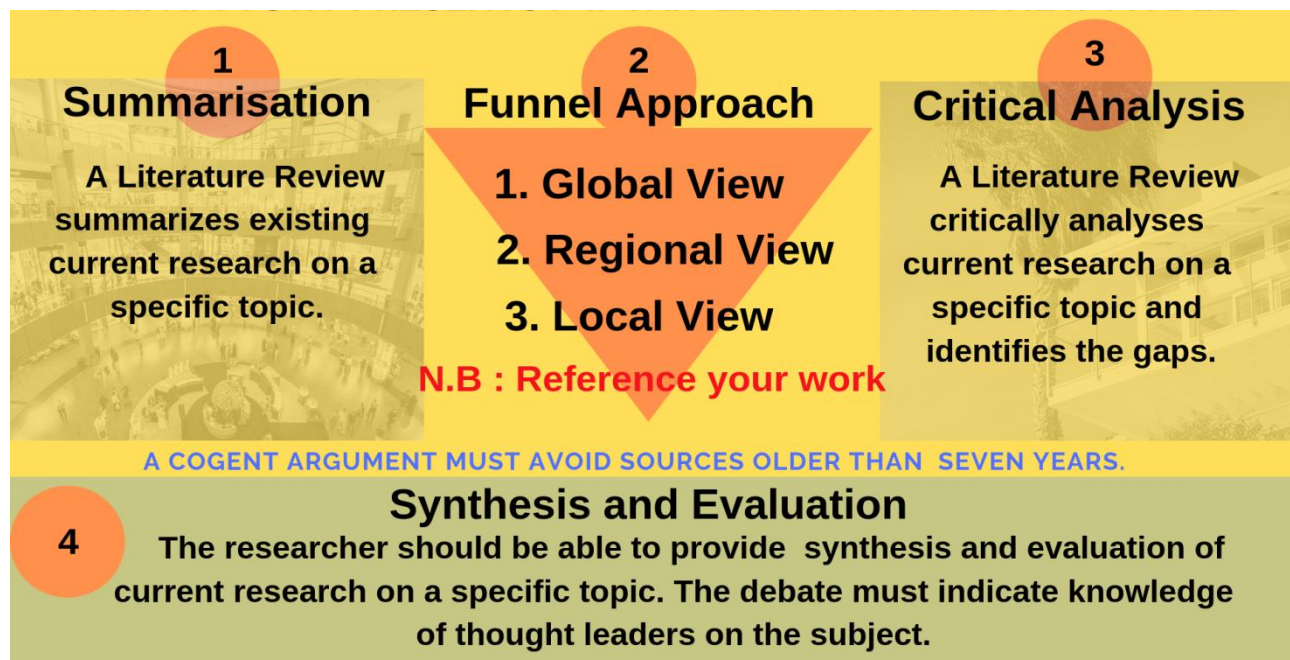 1
Summarisation
A Literature Review
summarizes existing
current research on a
specific topic.
2
Funnel Approach
1. Global View
2. Regional View
3. Local View
N.B : Reference your work
3
Critical Analysis
A Literature Review
critically analyses
current research on a
specific topic and
identifies the gaps.
A COGENT ARGUMENT MUST AVOID SOURCES OLDER THAN SEVEN YEARS.
4
Synthesis and Evaluation
The researcher should be able to provide synthesis and evaluation of
current research on a specific topic. The debate must indicate knowledge
of thought leaders on the subject.